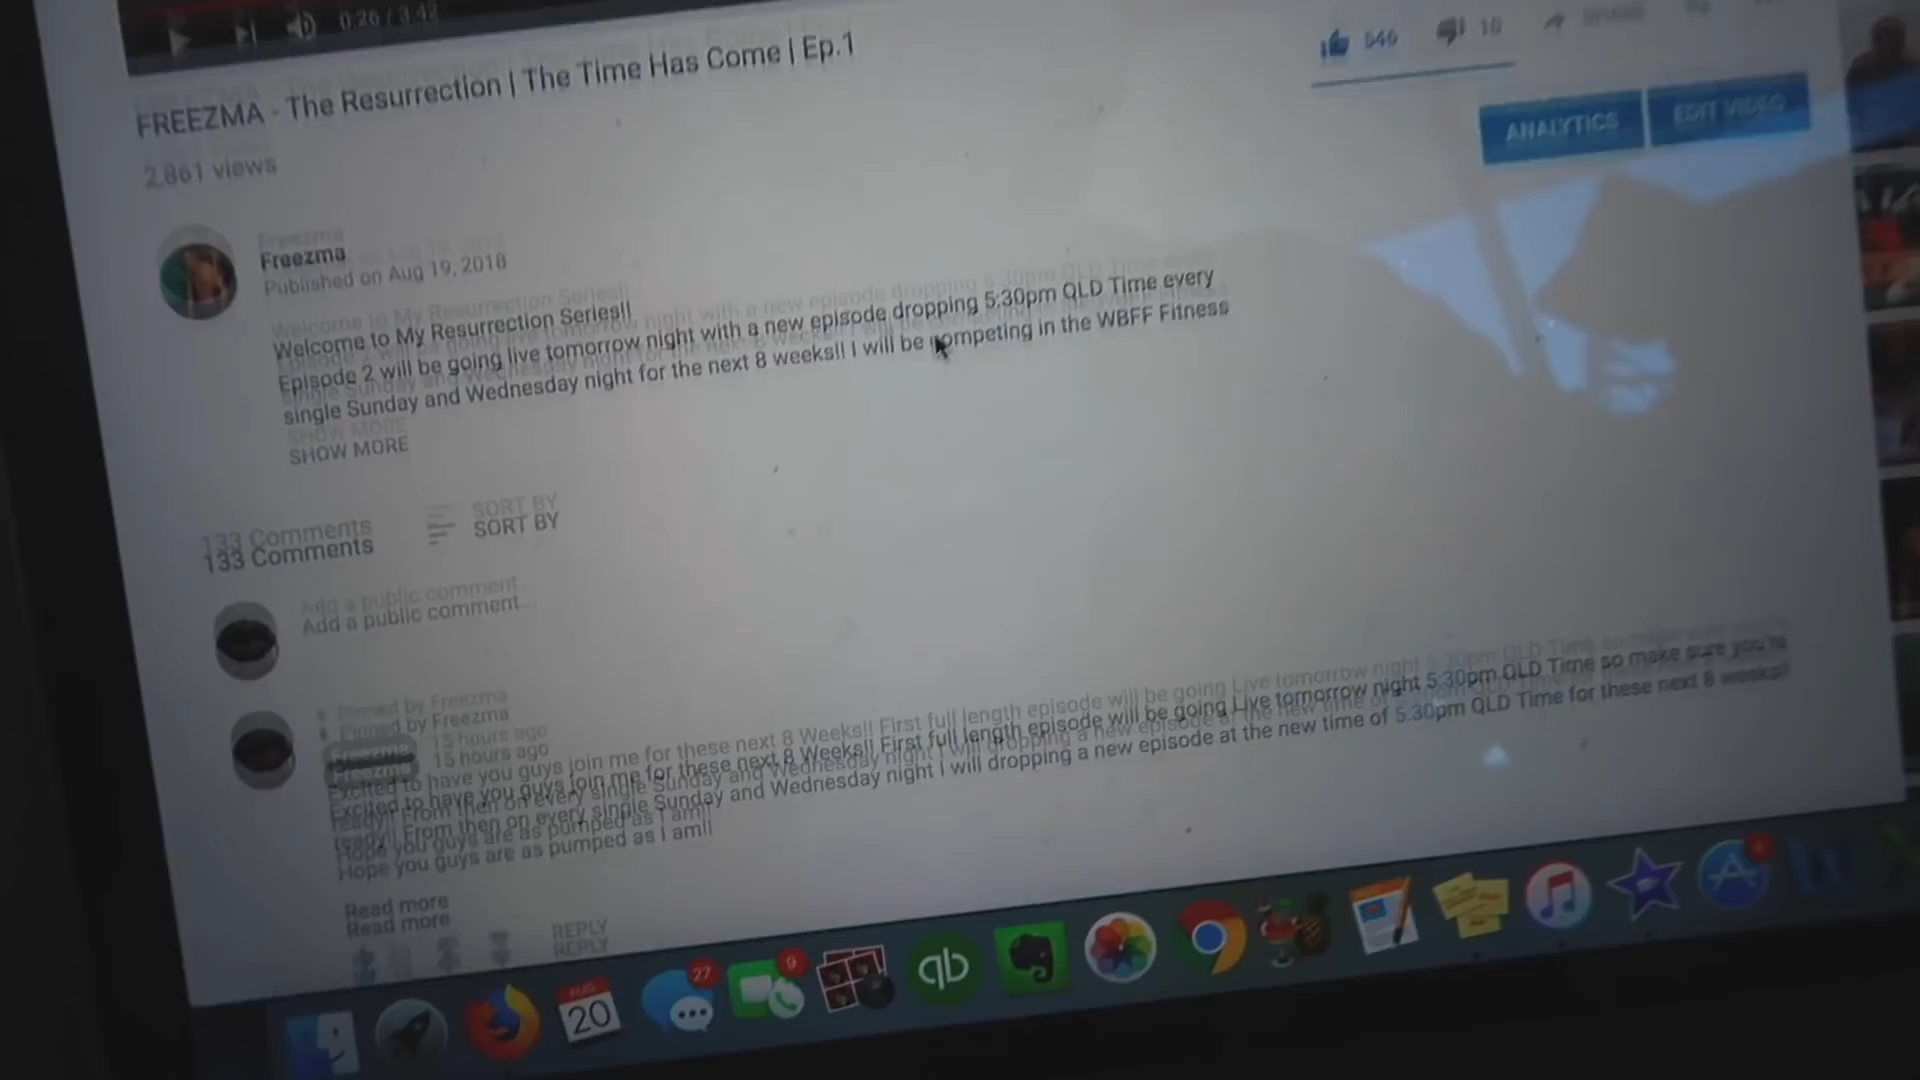 0:26 / 3:42
FREEZMA - The Resurrection | The Time Has Come | Ep.1
2,861 views
546
10
ANALYTICS
EDIT VIDEO
Freezma
Published on Aug 19, 2018
Welcome to My Resurrection Series!!
Episode 2 will be going live tomorrow night with a new episode dropping 5:30pm QLD Time every
single Sunday and Wednesday night for the next 8 weeks!! I will be competing in the WBFF Fitness
SHOW MORE
133 Comments
SORT BY
Add a public comment...
Pinned by Freezma
Freezma
15 hours ago
Excited to have you guys join me for these next 8 Weeks!! First full length episode will be going Live tomorrow night 5:30pm QLD Time so make sure you're
ready!! From then on every single Sunday and Wednesday night I will dropping a new episode at the new time of 5:30pm QLD Time for these next 8 weeks!!
Hope you guys are as pumped as I am!!
Read more
REPLY
AUG
20
27
9
qb